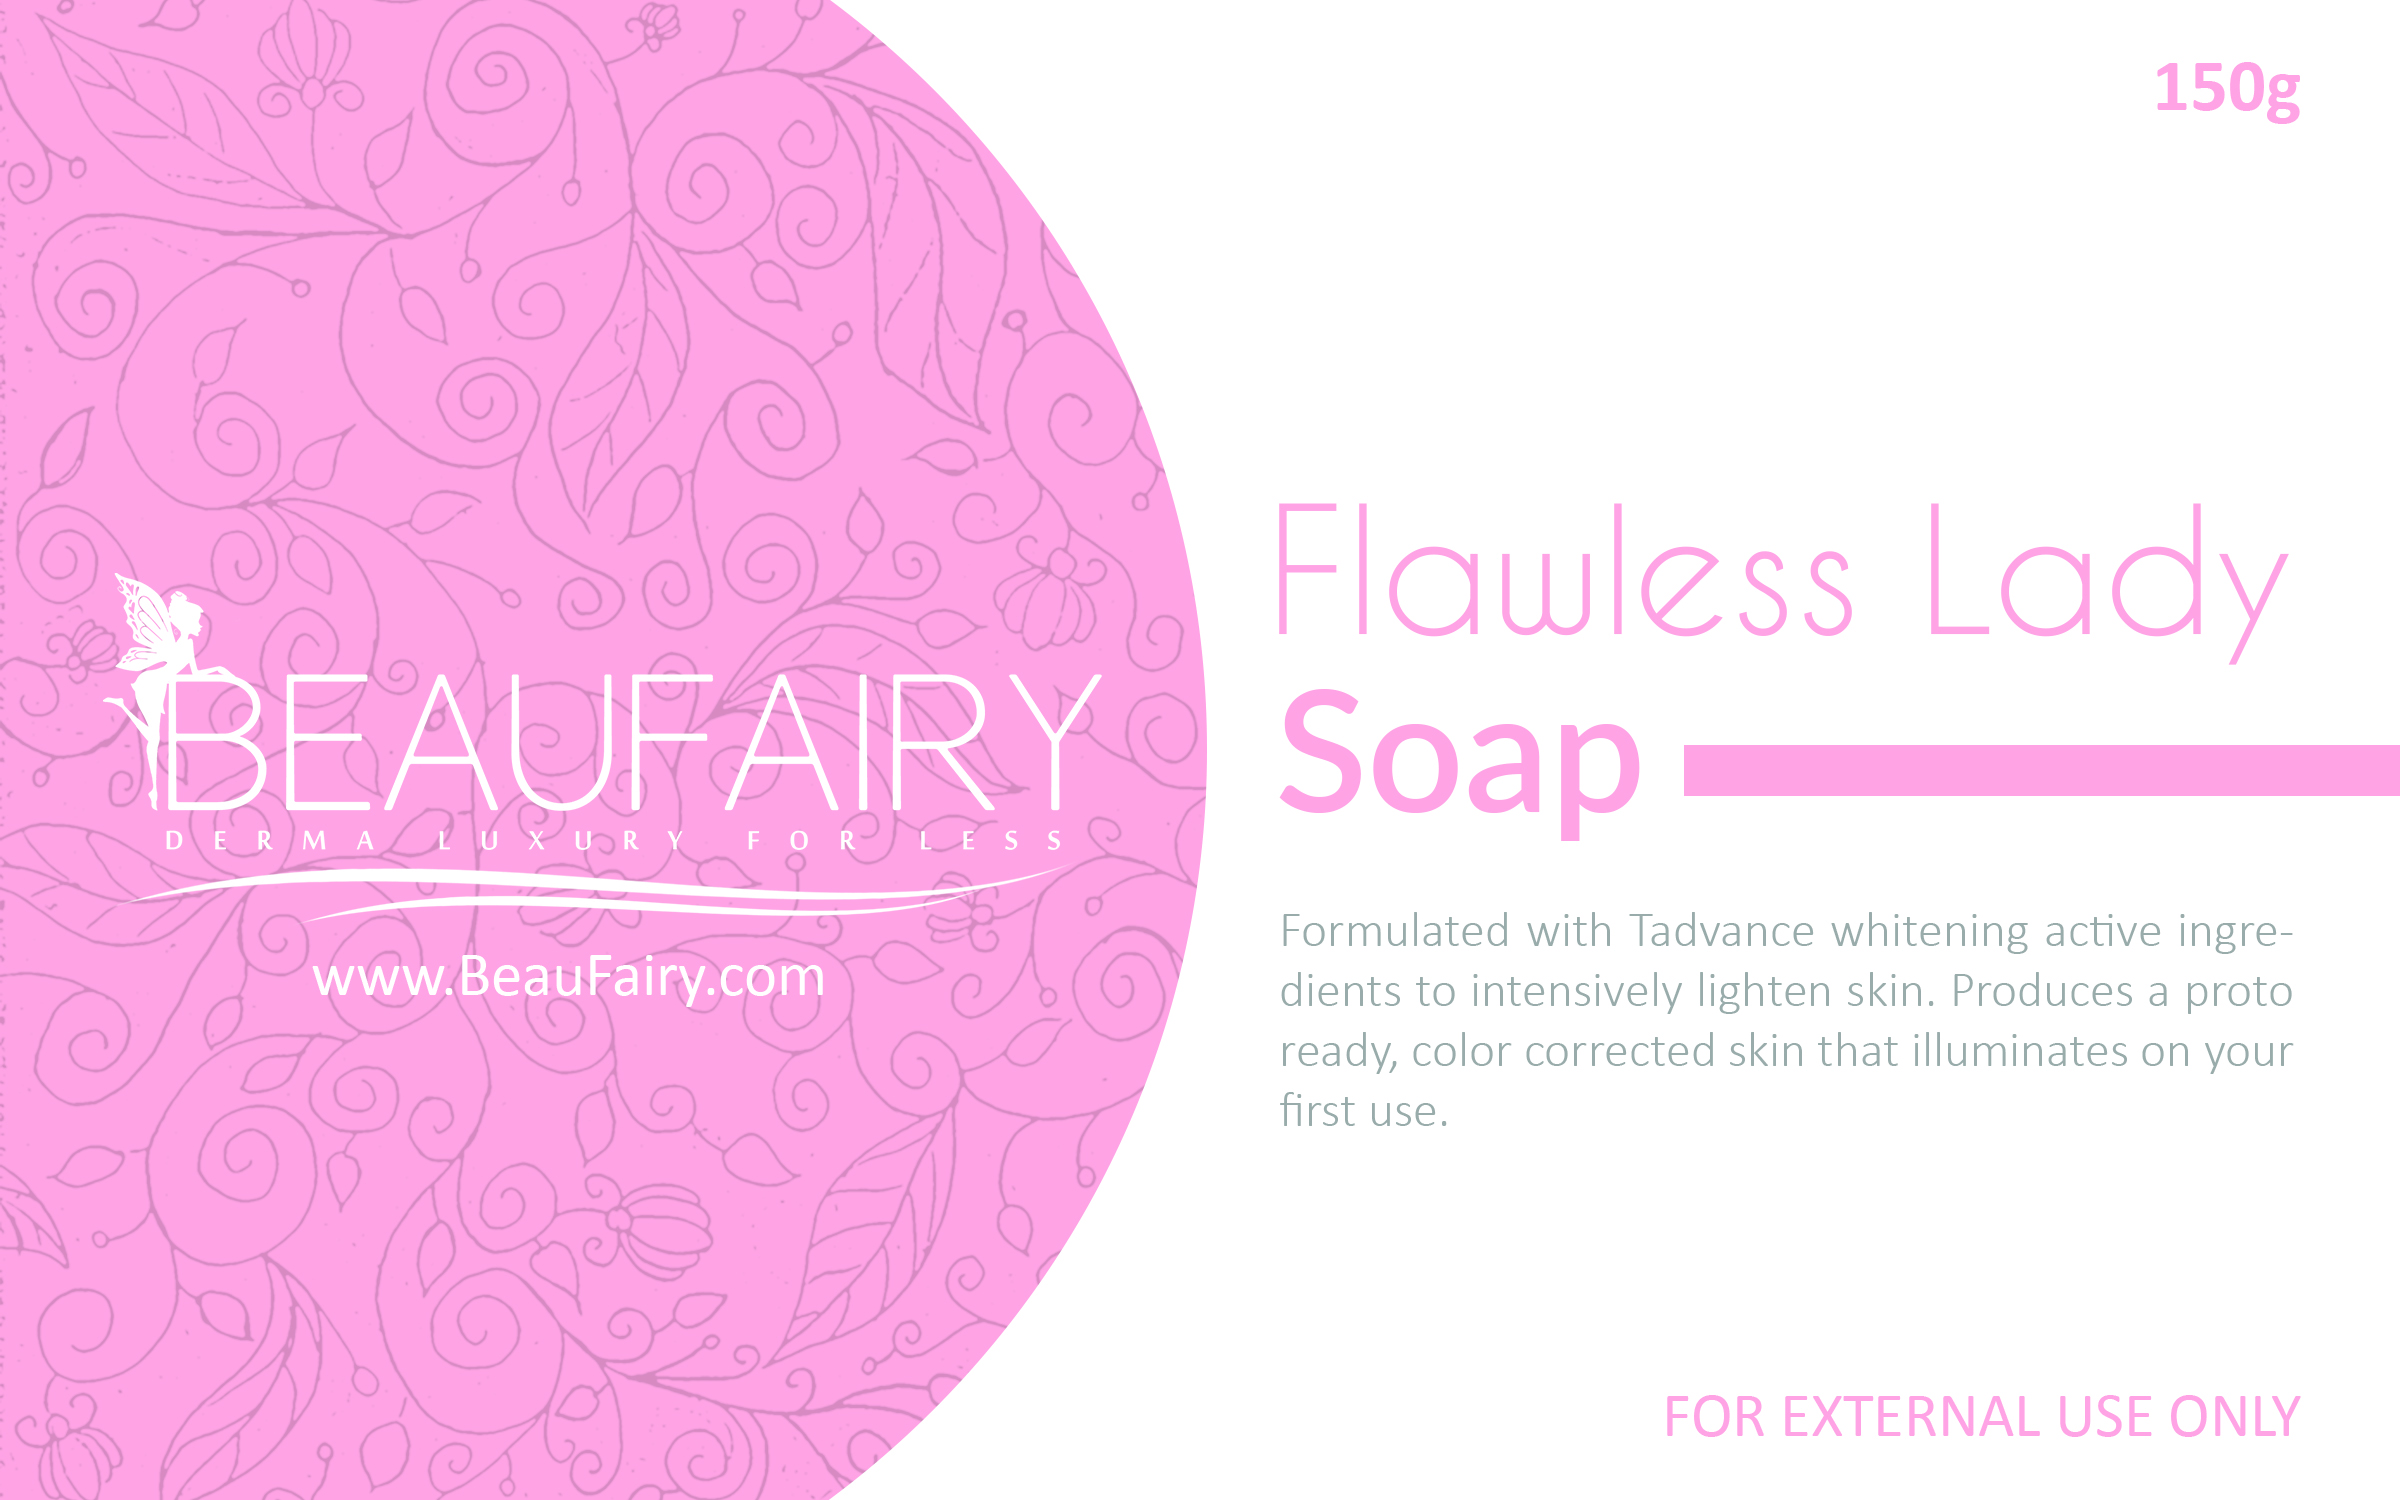 150g
BEAUFAIRY
DERMA LUXURY FOR LESS
www.BeauFairy.com
Flawless Lady
Soap
Formulated with Tadvance whitening active ingre-
dients to intensively lighten skin. Produces a proto
ready, color corrected skin that illuminates on your
first use.
FOR EXTERNAL USE ONLY